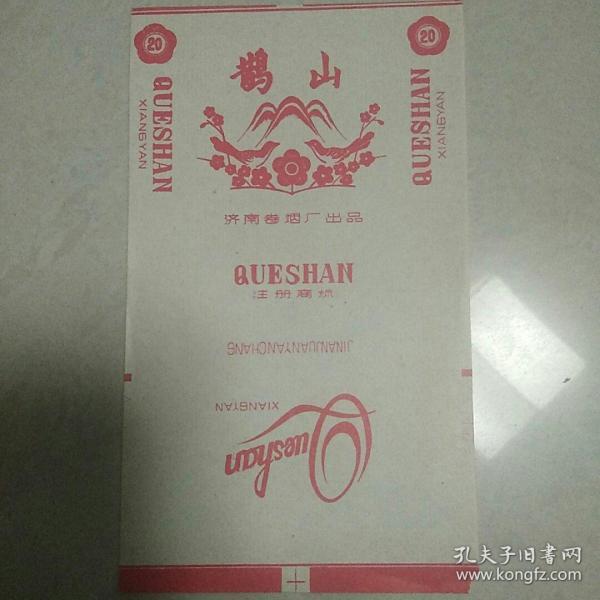 20
QUESHAN
XIANGYAN
鹊山
20
QUESHAN
XIANGYAN
济南卷烟厂出品
QUESHAN
注册商标
JINANJUANYANCHANG
XIANGYAN
Queshan
孔夫子旧书网
www.kongfz.com